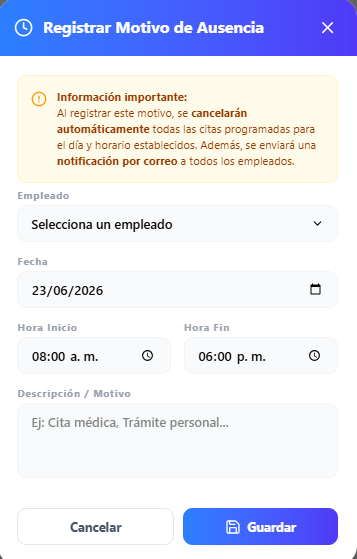 Registrar Motivo de Ausencia
Información importante:
Al registrar este motivo, se cancelarán
automáticamente todas las citas programadas para
el día y horario establecidos. Además, se enviará una
notificación por correo a todos los empleados.
Empleado
Selecciona un empleado
Fecha
23/06/2026
Hora Inicio
Hora Fin
08:00 a. m.
06:00 p. m.
Descripción / Motivo
Ej: Cita médica, Trámite personal...
Cancelar
Guardar